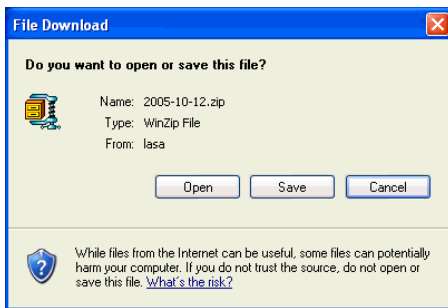 File Download
Do you want to open or save this file?
Name: 2005-10-12.zip
Type: WinZip File
From: lasa
Open Save Cancel
While files from the Internet can be useful, some files can potentially
harm your computer. If you do not trust the source, do not open or
save this file. What's the risk?